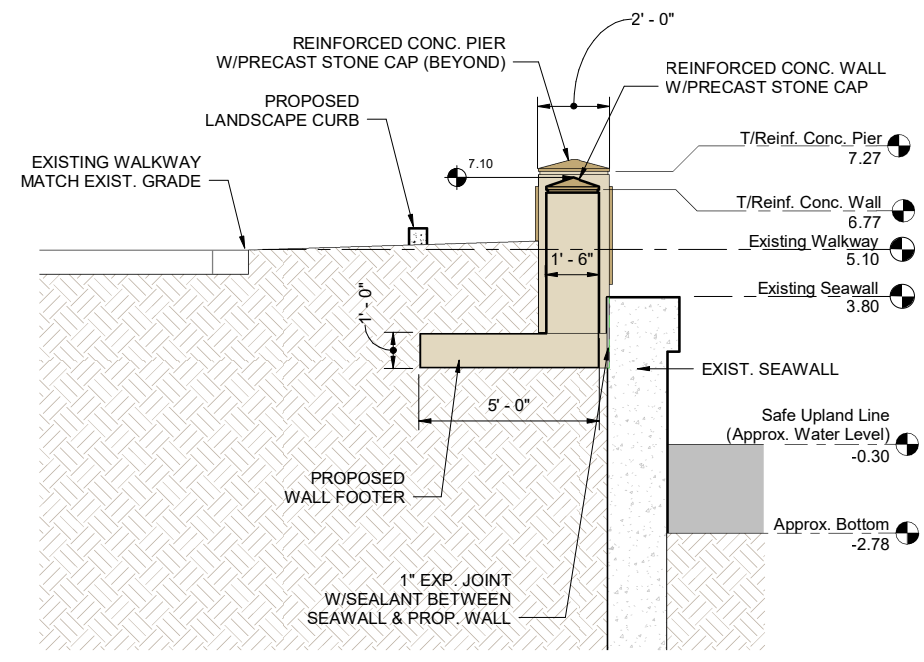 2' - 0"
REINFORCED CONC. PIER
W/PRECAST STONE CAP (BEYOND)
REINFORCED CONC. WALL
W/PRECAST STONE CAP
PROPOSED
LANDSCAPE CURB
EXISTING WALKWAY
MATCH EXIST. GRADE
7.10
T/Reinf. Conc. Pier
7.27
T/Reinf. Conc. Wall
6.77
Existing Walkway
5.10
1' - 6"
Existing Seawall
3.80
1' - 0"
EXIST. SEAWALL
5' - 0"
Safe Upland Line
(Approx. Water Level)
-0.30
PROPOSED
WALL FOOTER
Approx. Bottom
-2.78
1" EXP. JOINT
W/SEALANT BETWEEN
SEAWALL & PROP. WALL